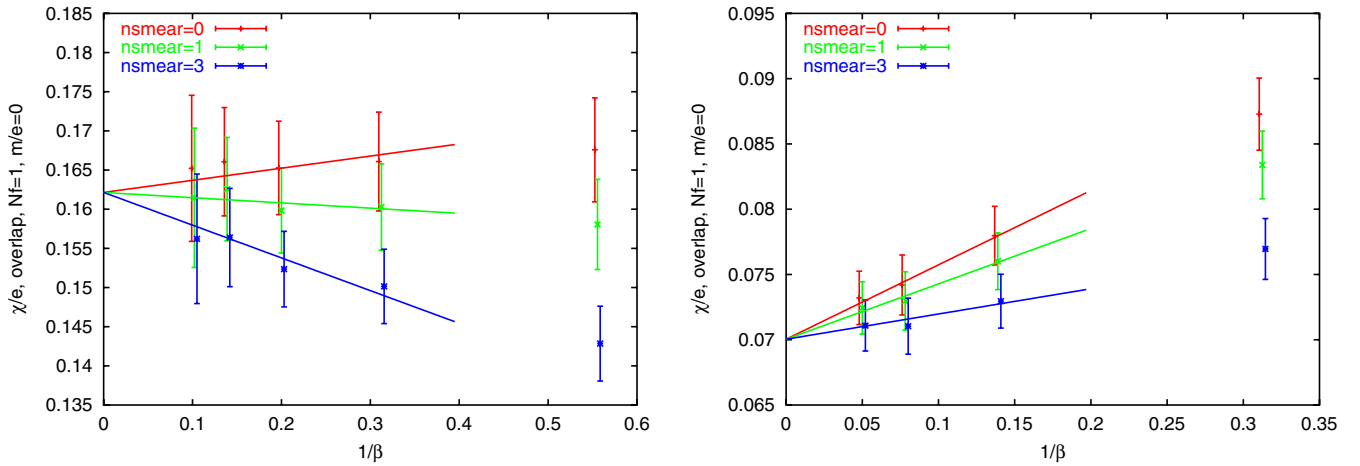 0.185
0.18
0.175
0.17
0.165
0.16
0.155
0.15
0.145
0.14
0.135
χ/e, overlap, Nf=1, m/e=0
nsmear=0
nsmear=1
nsmear=3
0 0.1 0.2 0.3 0.4 0.5 0.6
1/β
0.095
0.09
0.085
0.08
0.075
0.07
0.065
χ/e, overlap, Nf=1, m/e=0
nsmear=0
nsmear=1
nsmear=3
0 0.05 0.1 0.15 0.2 0.25 0.3 0.35
1/β